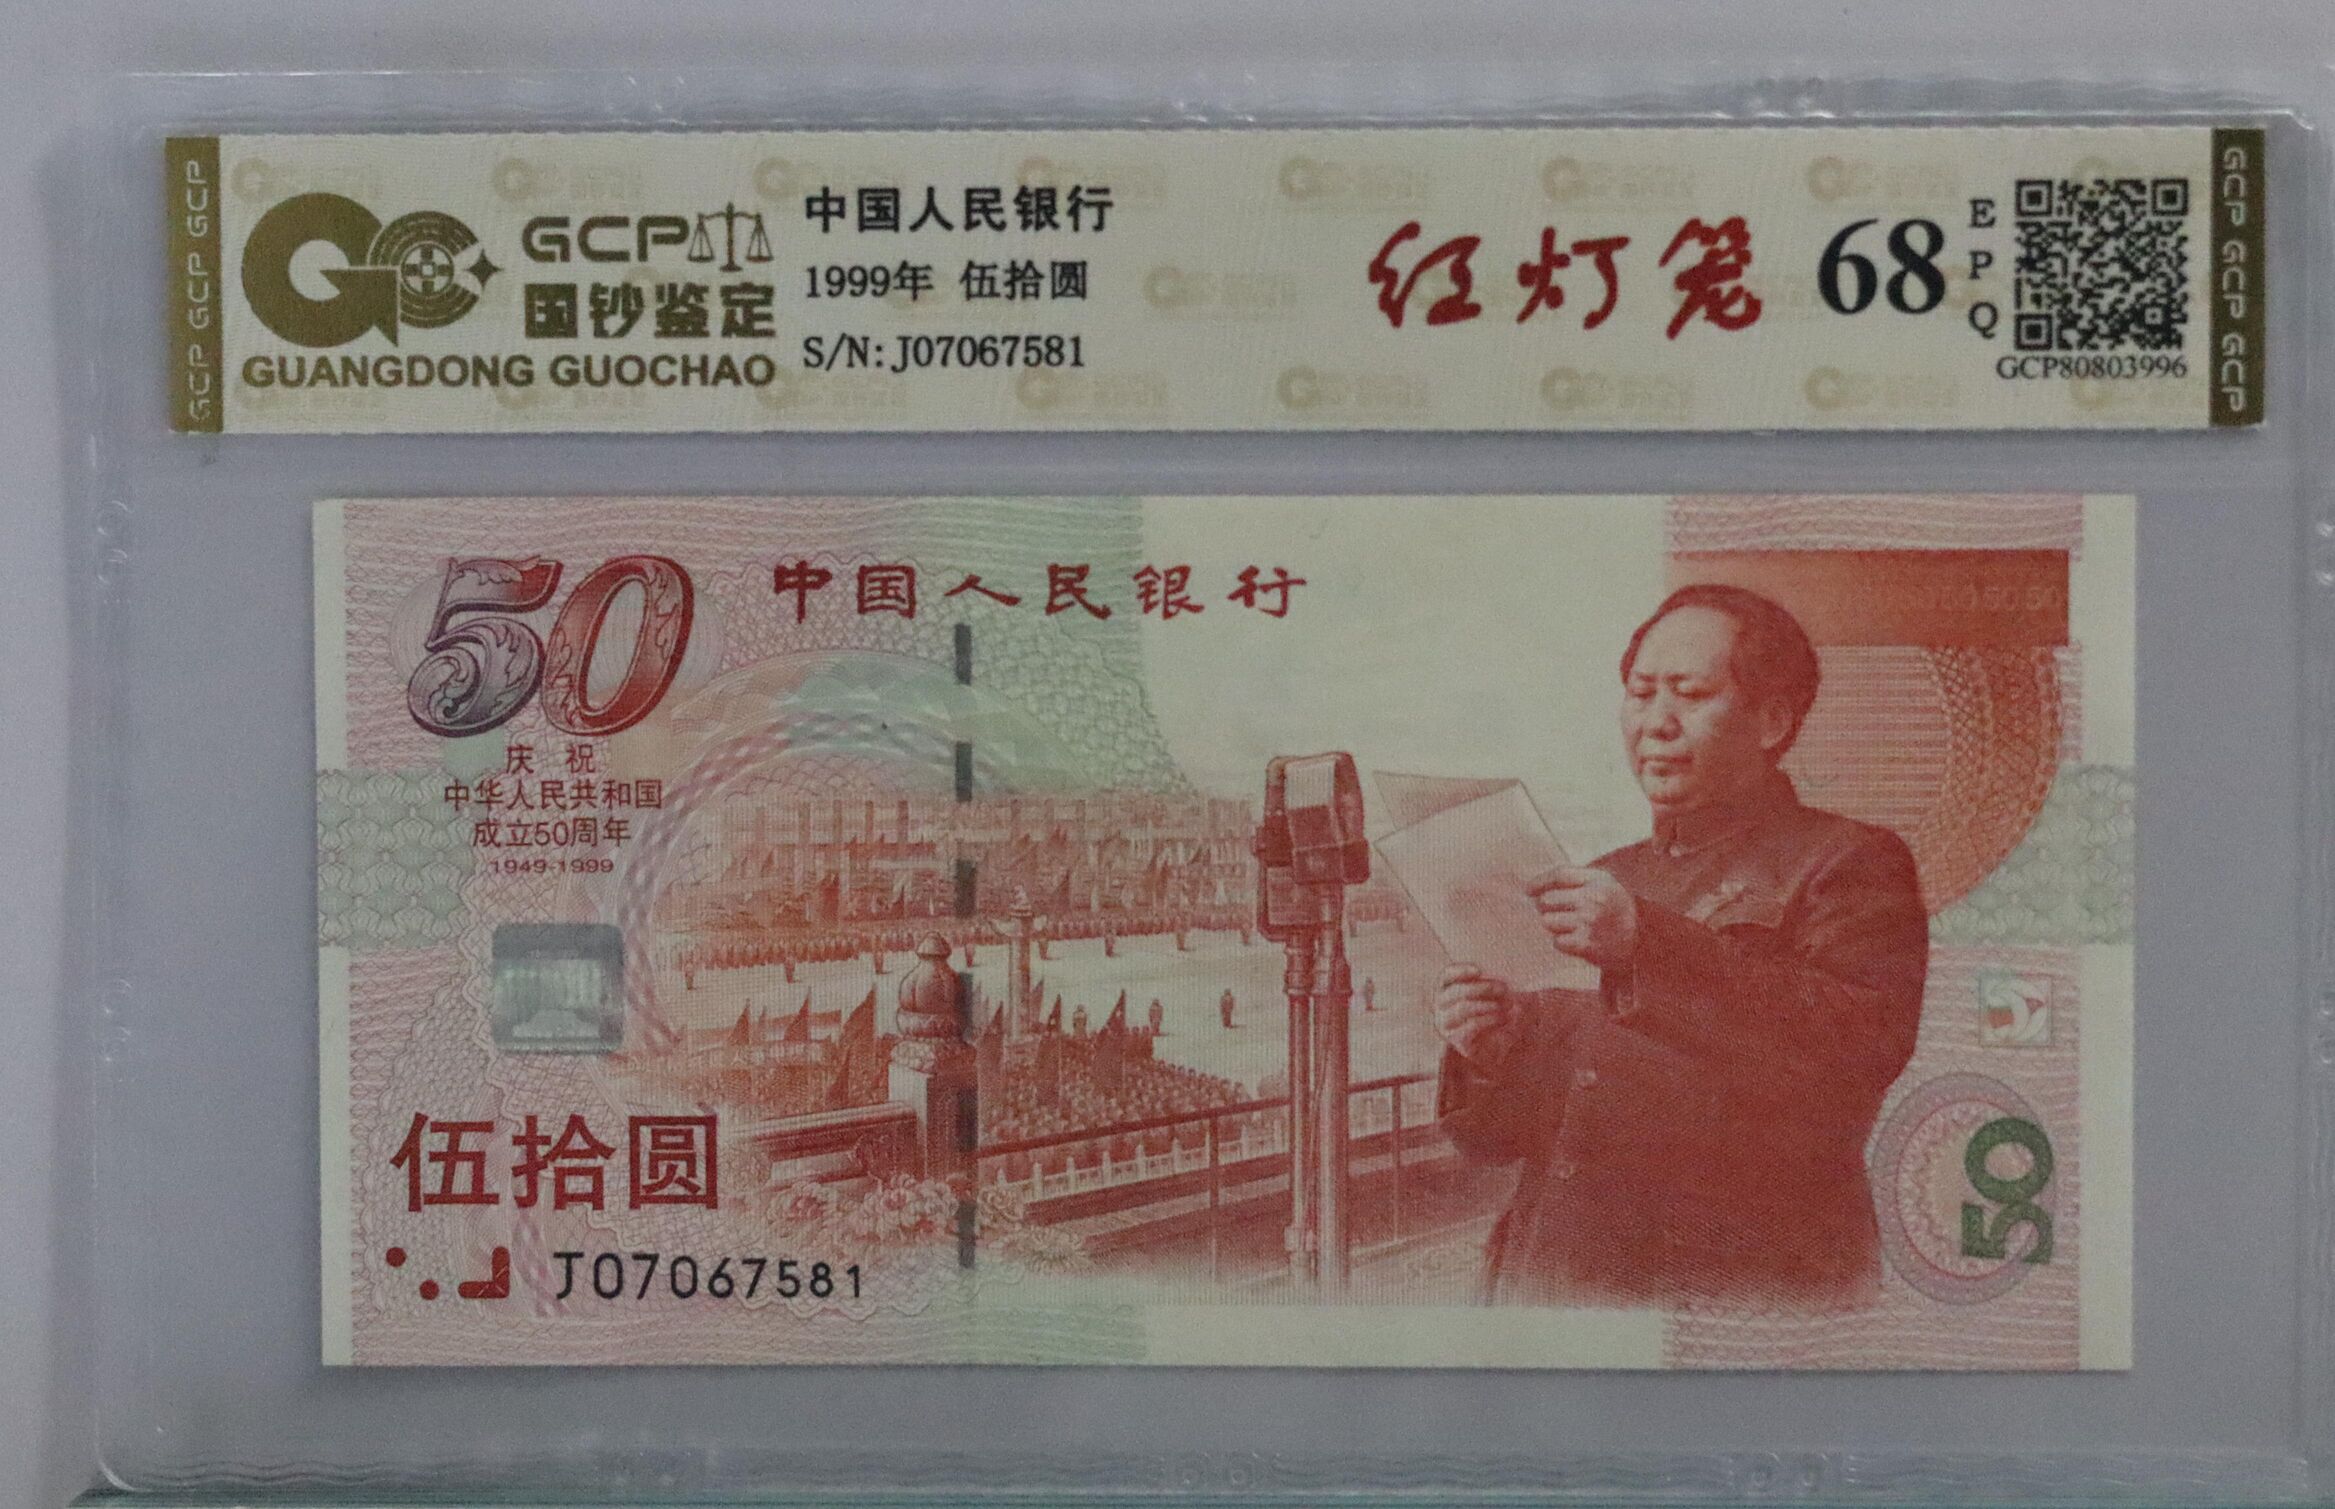 GCP GCP GCP
GCP
国钞鉴定
GUANGDONG GUOCHAO
中国人民银行
1999年 伍拾圆
S/N: J07067581
红灯笼
68
EPQ
GCP80803996
GCP GCP GCP
50
中国人民银行
庆祝
中华人民共和国
成立50周年
1949-1999
伍拾圆
J07067581
50